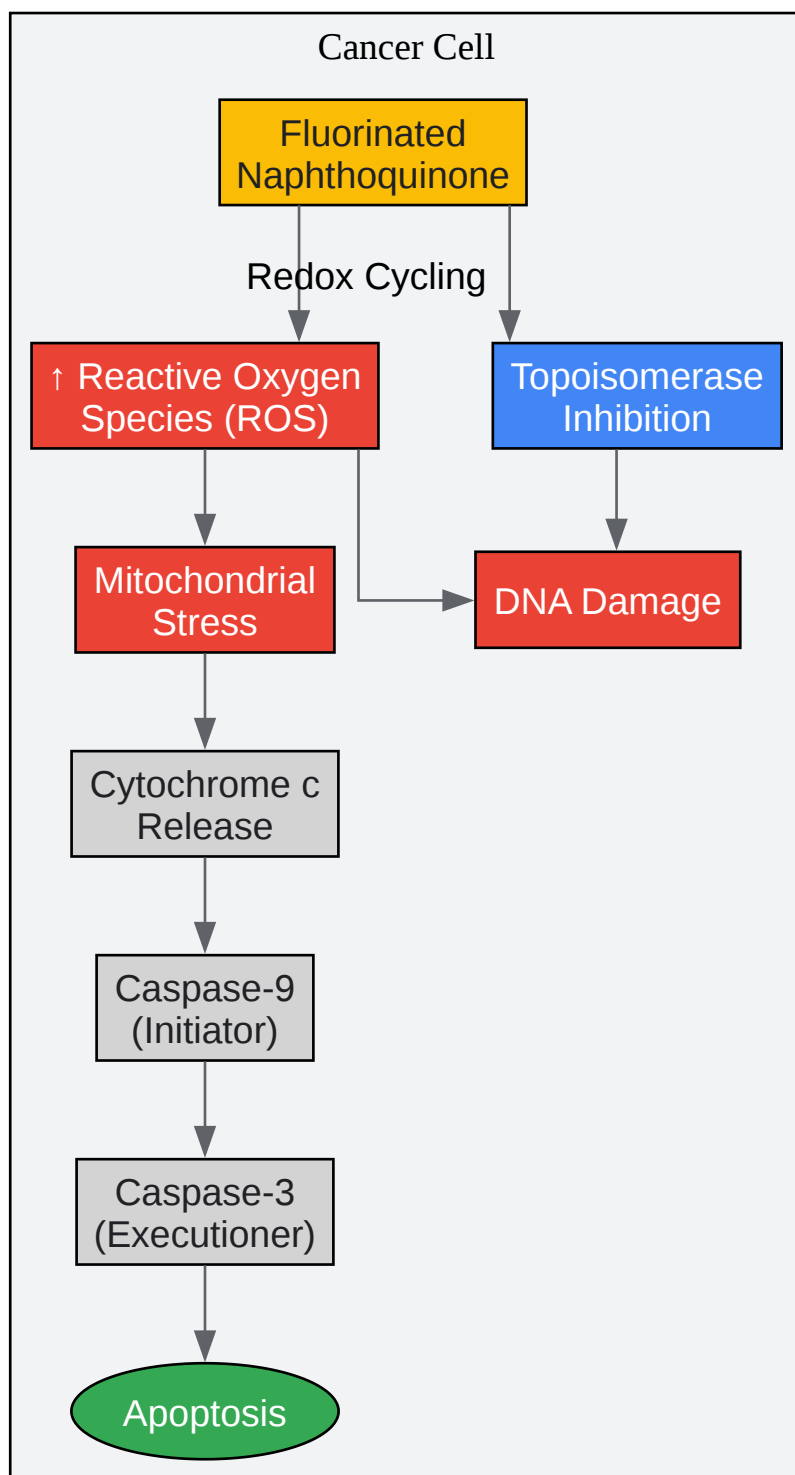 Cancer Cell
Fluorinated
Naphthoquinone
Redox Cycling
↑ Reactive Oxygen
Species (ROS)
Topoisomerase
Inhibition
Mitochondrial
Stress
DNA Damage
Cytochrome c
Release
Caspase-9
(Initiator)
Caspase-3
(Executioner)
Apoptosis